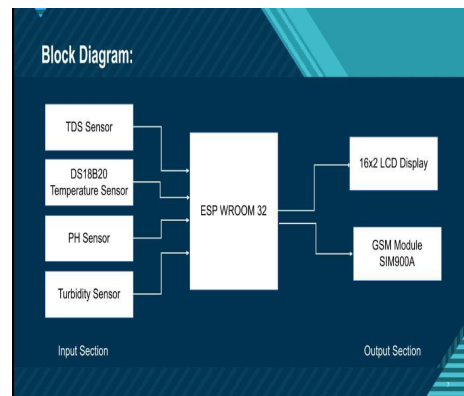 Block Diagram:
TDS Sensor
DS18B20
Temperature Sensor
PH Sensor
Turbidity Sensor
ESP WROOM 32
16x2 LCD Display
GSM Module
SIM900A
Input Section
Output Section